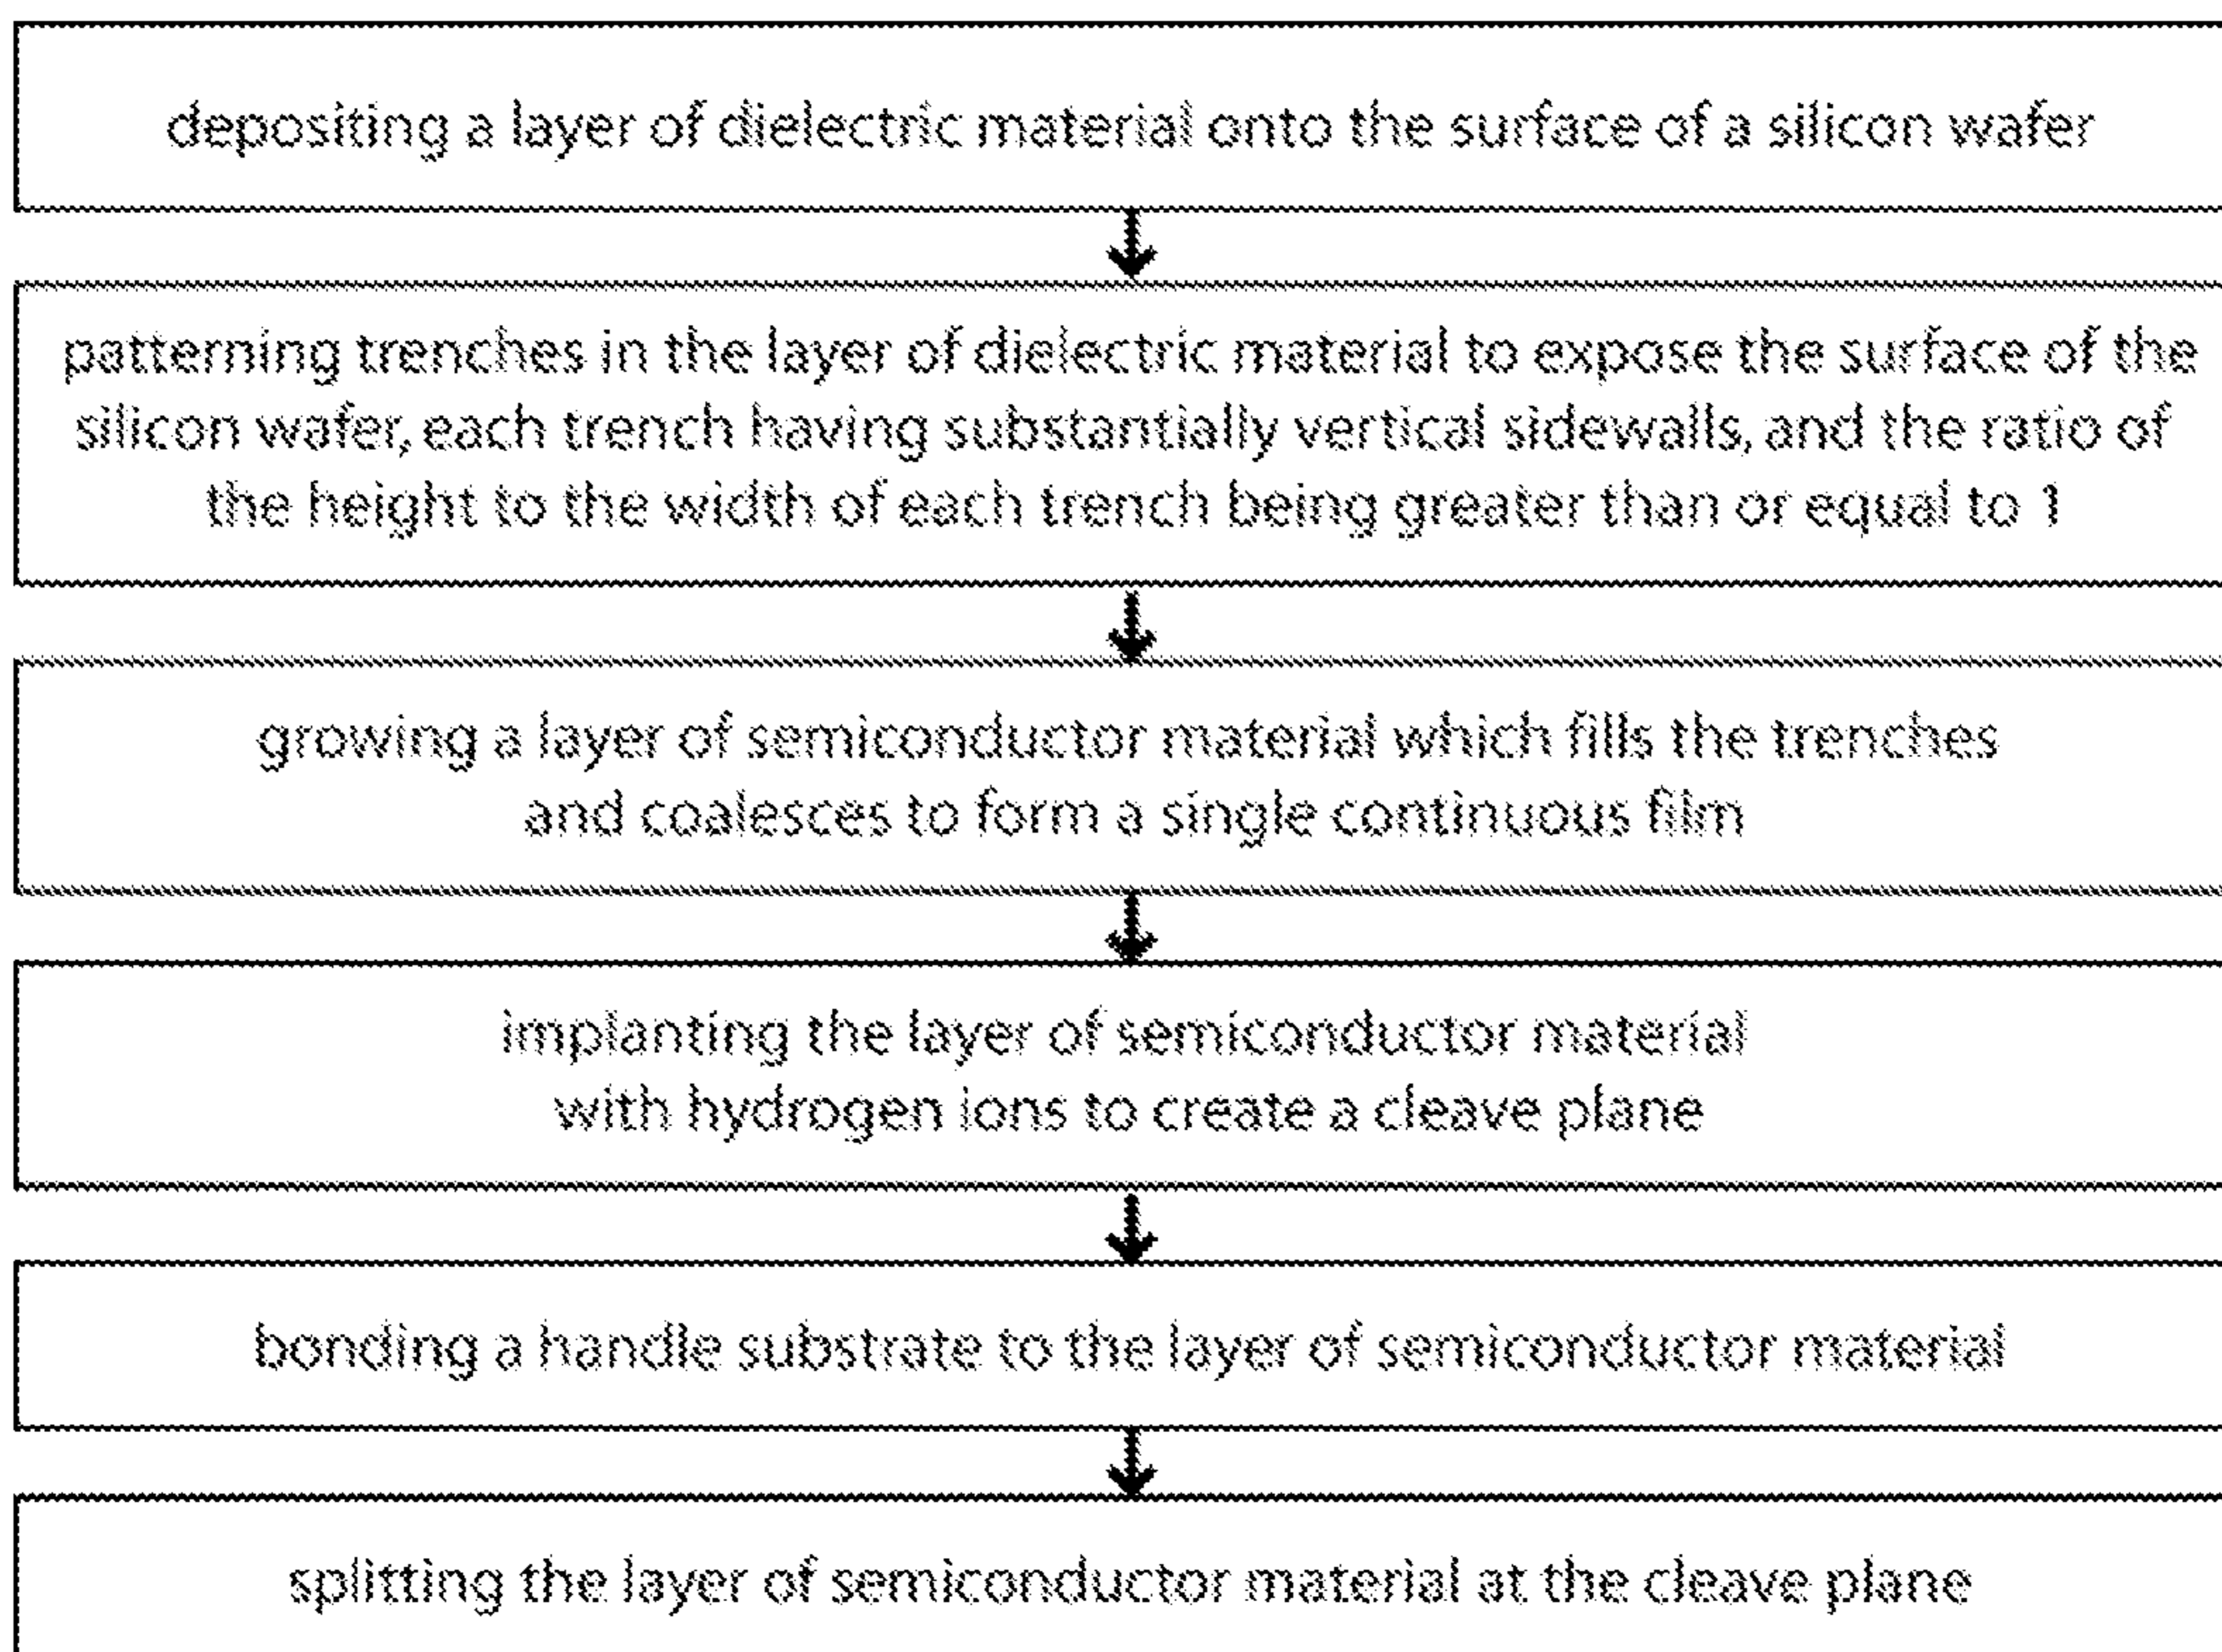 depositing a layer of dielectric material onto the surface of a silicon wafer
patterning trenches in the layer of dielectric material to expose the surface of the
silicon wafer, each trench having substantially vertical sidewalls, and the ratio of
the height to the width of each trench being greater than or equal to 1
growing a layer of semiconductor material which fills the trenches
and coalesces to form a single continuous film
implanting the layer of semiconductor material
with hydrogen ions to create a cleave plane
bonding a handle substrate to the layer of semiconductor material
splitting the layer of semiconductor material at the cleave plane